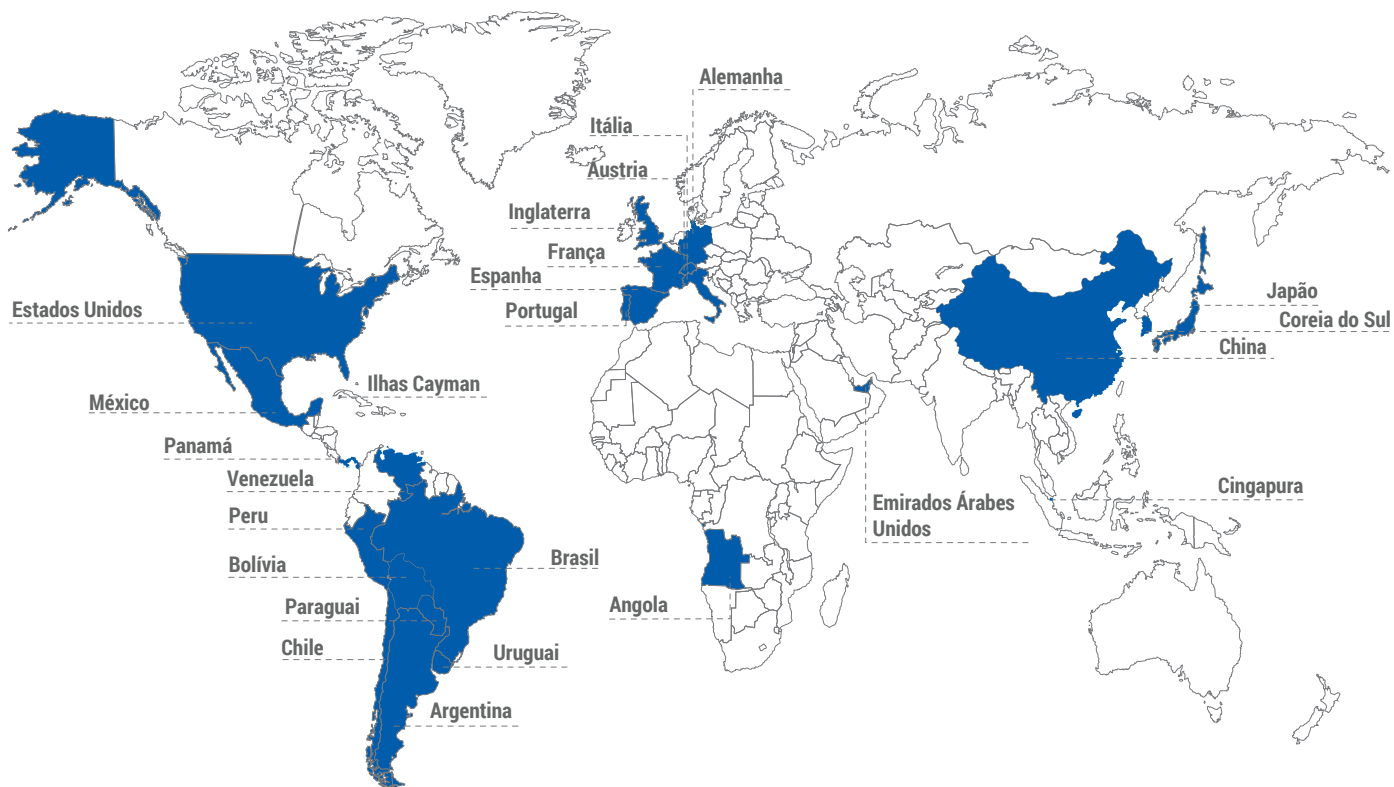 Alemanha
Itália
Áustria
Inglaterra
França
Espanha
Portugal
Estados Unidos
Japão
Coreia do Sul
China
Ilhas Cayman
México
Panamá
Venezuela
Cingapura
Emirados Árabes
Unidos
Peru
Bolívia
Brasil
Paraguai
Angola
Chile
Uruguai
Argentina